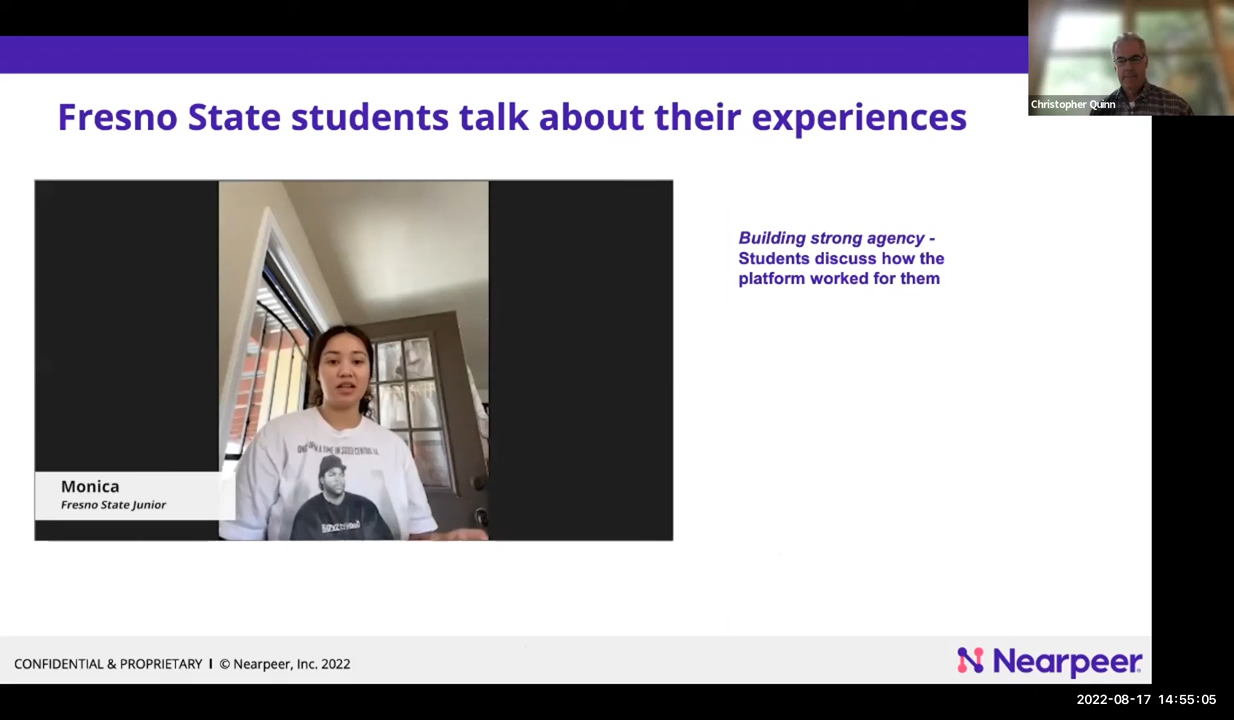 Christopher Quinn
Fresno State students talk about their experiences
Building strong agency -
Students discuss how the
platform worked for them
Monica
Fresno State Junior
CONFIDENTIAL & PROPRIETARY I © Nearpeer, Inc. 2022
Nearpeer
2022-08-17 14:55:05